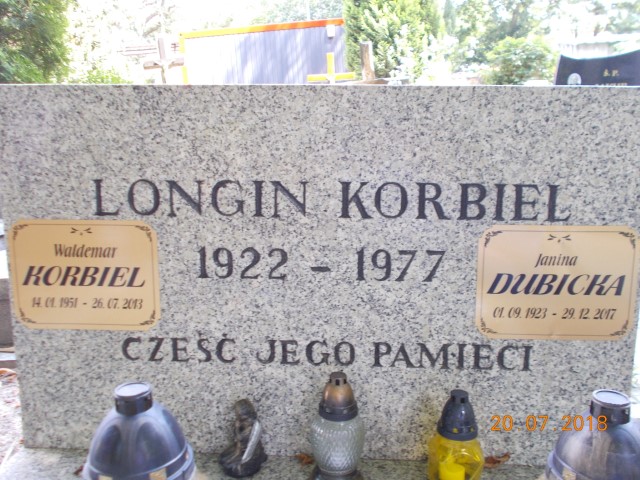 LONGIN KORBIEL
1922 – 1977
CZEŚĆ JEGO PAMIĘCI
Waldemar
KORBIEL
14.01.1951 - 26.07.2013
Janina
DUBICKA
01.09.1923 - 29.12.2017
20 07 2018